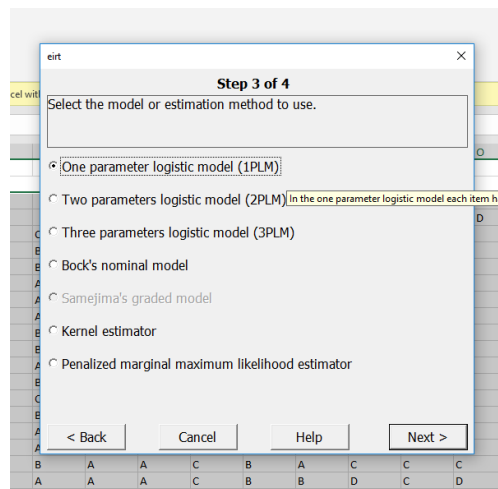 eirt
Step 3 of 4
cel with
Select the model or estimation method to use.
O
One parameter logistic model (1PLM)
Two parameters logistic model (2PLM)
In the one parameter logistic model each item h
D
Three parameters logistic model (3PLM)
Bock's nominal model
Samejima's graded model
Kernel estimator
Penalized marginal maximum likelihood estimator
< Back Cancel Help Next >
B A A C B A C C C
A A A C B B D C D